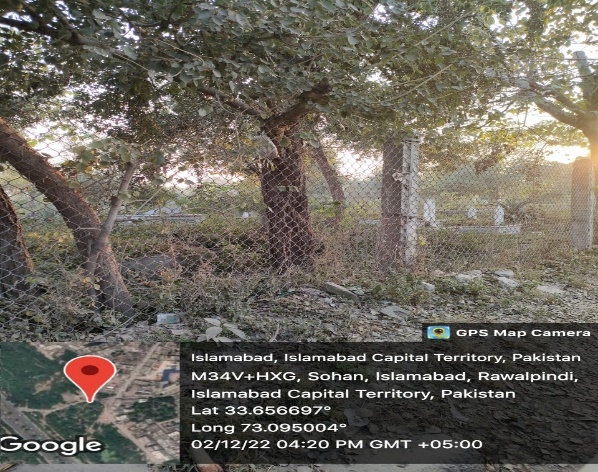 GPS Map Camera
Islamabad, Islamabad Capital Territory, Pakistan
M34V+HXG, Sohan, Islamabad, Rawalpindi,
Islamabad Capital Territory, Pakistan
Lat 33.656697°
Long 73.095004°
02/12/22 04:20 PM GMT +05:00
Google